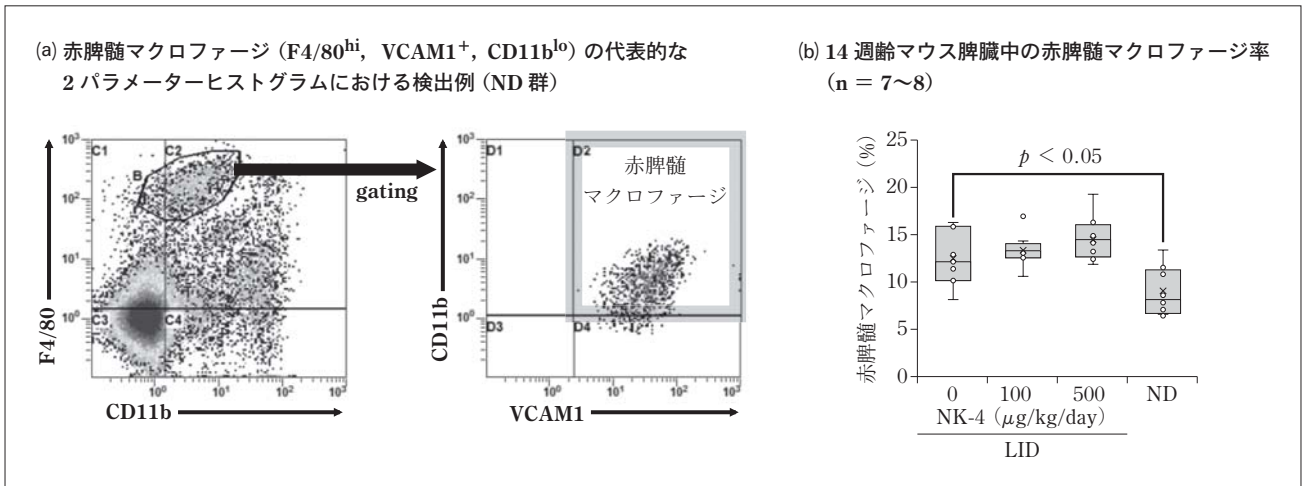 (a) 赤脾髄マクロファージ (F4/80hi, VCAM1+, CD11blo) の代表的な
2 パラメーターヒストグラムにおける検出例 (ND 群)
10³
10²
10¹
10⁰
C1
C2
B
C3
C4
10⁰
10¹
10²
10³
F4/80
CD11b
gating
10³
10²
10¹
10⁰
D1
D2
赤脾髄
マクロファージ
D3
D4
10⁰
10¹
10²
10³
CD11b
VCAM1
(b) 14 週齢マウス脾臓中の赤脾髄マクロファージ率
(n = 7〜8)
赤脾髄マクロファージ (%)
25
20
15
10
5
0
p < 0.05
0 100 500 ND
NK-4 (μg/kg/day)
LID